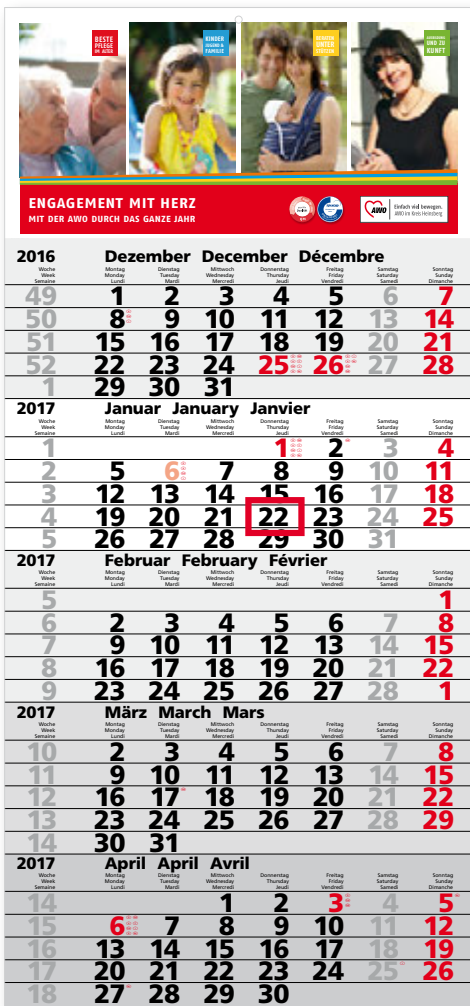 BESTE
PFLEGE
IM ALTER
KINDER
JUGEND &
FAMILIE
BERATEN
UNTER
STÜTZEN
UND ZU
KUNFT
ENGAGEMENT MIT HERZ
MIT DER AWO DURCH DAS GANZE JAHR
AWO
Einfach viel bewegen.
AWO im Kreis Heinsberg
2016 Dezember December Décembre
Woche Montag Dienstag Mittwoch Donnerstag Freitag Samstag Sonntag
Week Monday Tuesday Wednesday Thursday Friday Saturday Sunday
Semaine Lundi Mardi Mercredi Jeudi Vendredi Samedi Dimanche
49 1 2 3 4 5 6 7
50 8 9 10 11 12 13 14
51 15 16 17 18 19 20 21
52 22 23 24 25 26 27 28
1 29 30 31
2017 Januar January Janvier
Woche Montag Dienstag Mittwoch Donnerstag Freitag Samstag Sonntag
Week Monday Tuesday Wednesday Thursday Friday Saturday Sunday
Semaine Lundi Mardi Mercredi Jeudi Vendredi Samedi Dimanche
1 1 2 3 4
2 5 6 7 8 9 10 11
3 12 13 14 15 16 17 18
4 19 20 21 22 23 24 25
5 26 27 28 29 30 31
2017 Februar February Février
Woche Montag Dienstag Mittwoch Donnerstag Freitag Samstag Sonntag
Week Monday Tuesday Wednesday Thursday Friday Saturday Sunday
Semaine Lundi Mardi Mercredi Jeudi Vendredi Samedi Dimanche
5 1
6 2 3 4 5 6 7 8
7 9 10 11 12 13 14 15
8 16 17 18 19 20 21 22
9 23 24 25 26 27 28 1
2017 März March Mars
Woche Montag Dienstag Mittwoch Donnerstag Freitag Samstag Sonntag
Week Monday Tuesday Wednesday Thursday Friday Saturday Sunday
Semaine Lundi Mardi Mercredi Jeudi Vendredi Samedi Dimanche
10 2 3 4 5 6 7 8
11 9 10 11 12 13 14 15
12 16 17 18 19 20 21 22
13 23 24 25 26 27 28 29
14 30 31
2017 April April Avril
Woche Montag Dienstag Mittwoch Donnerstag Freitag Samstag Sonntag
Week Monday Tuesday Wednesday Thursday Friday Saturday Sunday
Semaine Lundi Mardi Mercredi Jeudi Vendredi Samedi Dimanche
14 1 2 3 4 5
15 6 7 8 9 10 11 12
16 13 14 15 16 17 18 19
17 20 21 22 23 24 25 26
18 27 28 29 30